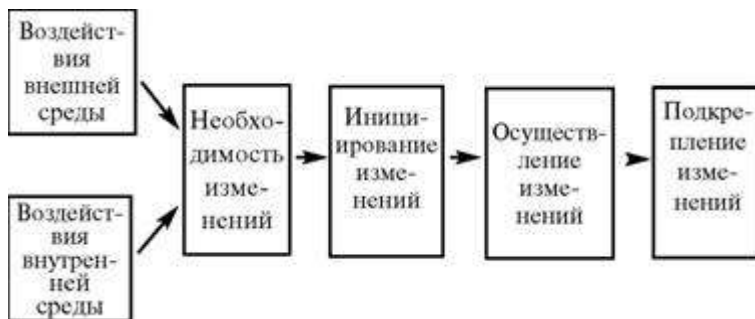 Воздейст-
вия
внешней
среды
Воздейст-
вия
внутрен-
ней
среды
Необхо-
димость
изме-
нений
Иници-
ирование
изме-
нений
Осуществ-
ление
изме-
нений
Подкре-
пление
изме-
нений